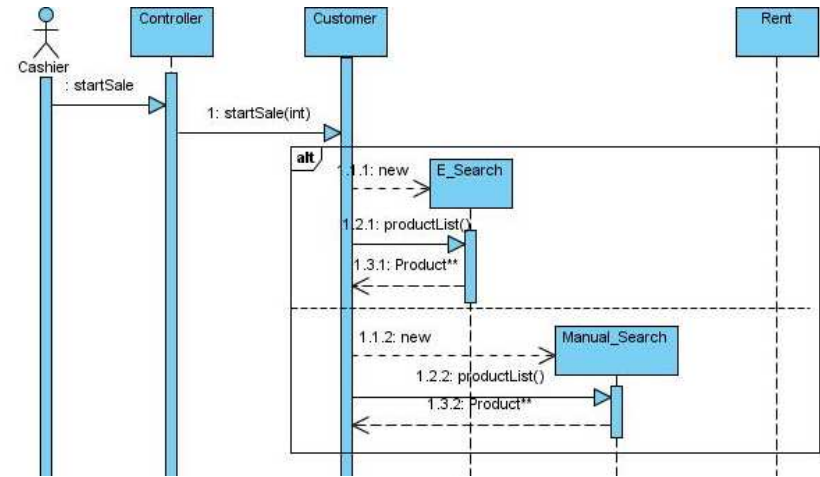 Controller
Customer
Rent
Cashier
: startSale
1: startSale(int)
alt
1.1.1: new
E_Search
1.2.1: productList()
1.3.1: Product**
1.1.2: new
Manual_Search
1.2.2: productList()
1.3.2: Product**